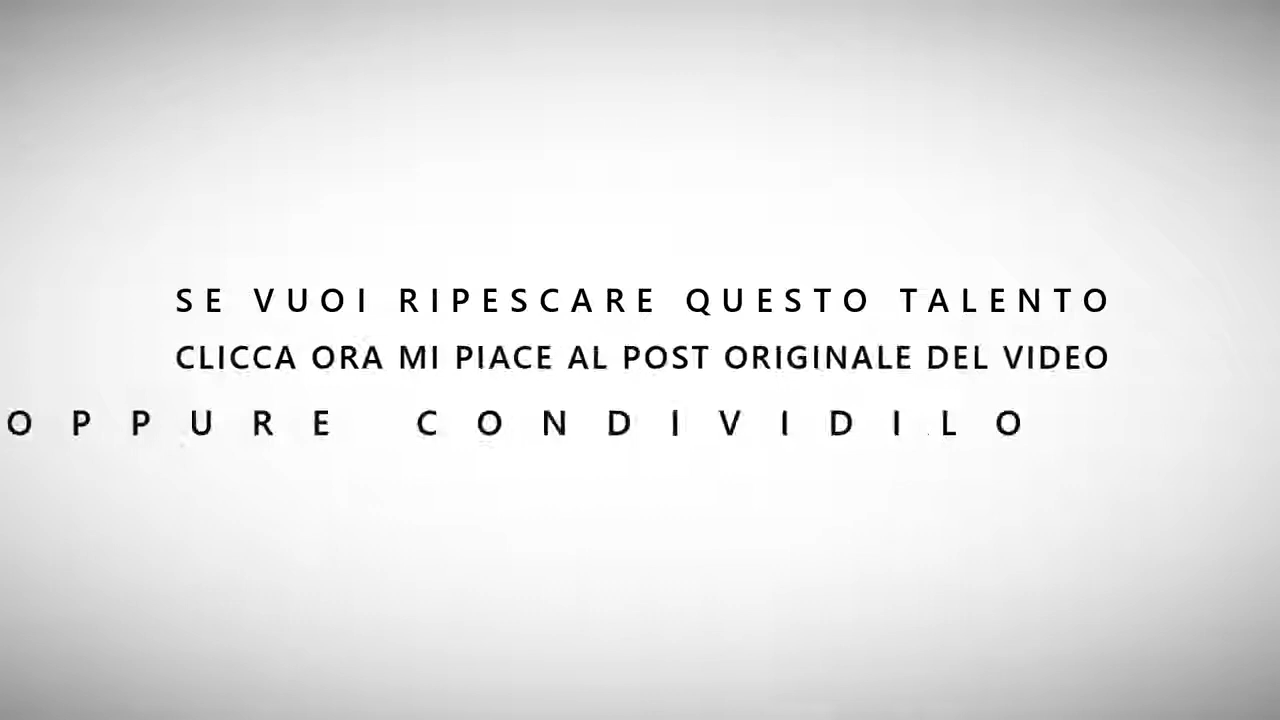 SE VUOI RIPESCARE QUESTO TALENTO
CLICCA ORA MI PIACE AL POST ORIGINALE DEL VIDEO
OPPURE CONDIVIDILO